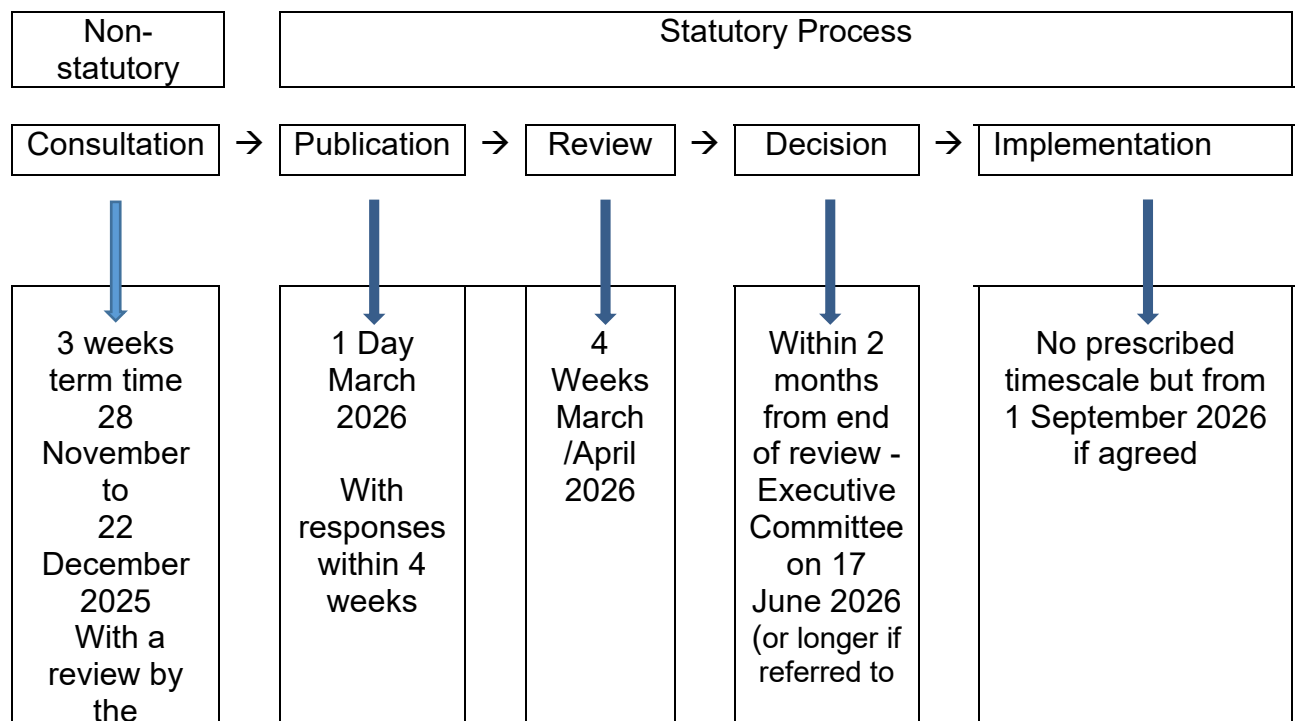 Non-
statutory
Statutory Process
Consultation → Publication → Review → Decision → Implementation
3 weeks
term time
28
November
to
22
December
2025
With a
review by
the
1 Day
March
2026
With
responses
within 4
weeks
4
Weeks
March
/April
2026
Within 2
months
from end
of review -
Executive
Committee
on 17
June 2026
(or longer if
referred to
No prescribed
timescale but from
1 September 2026
if agreed